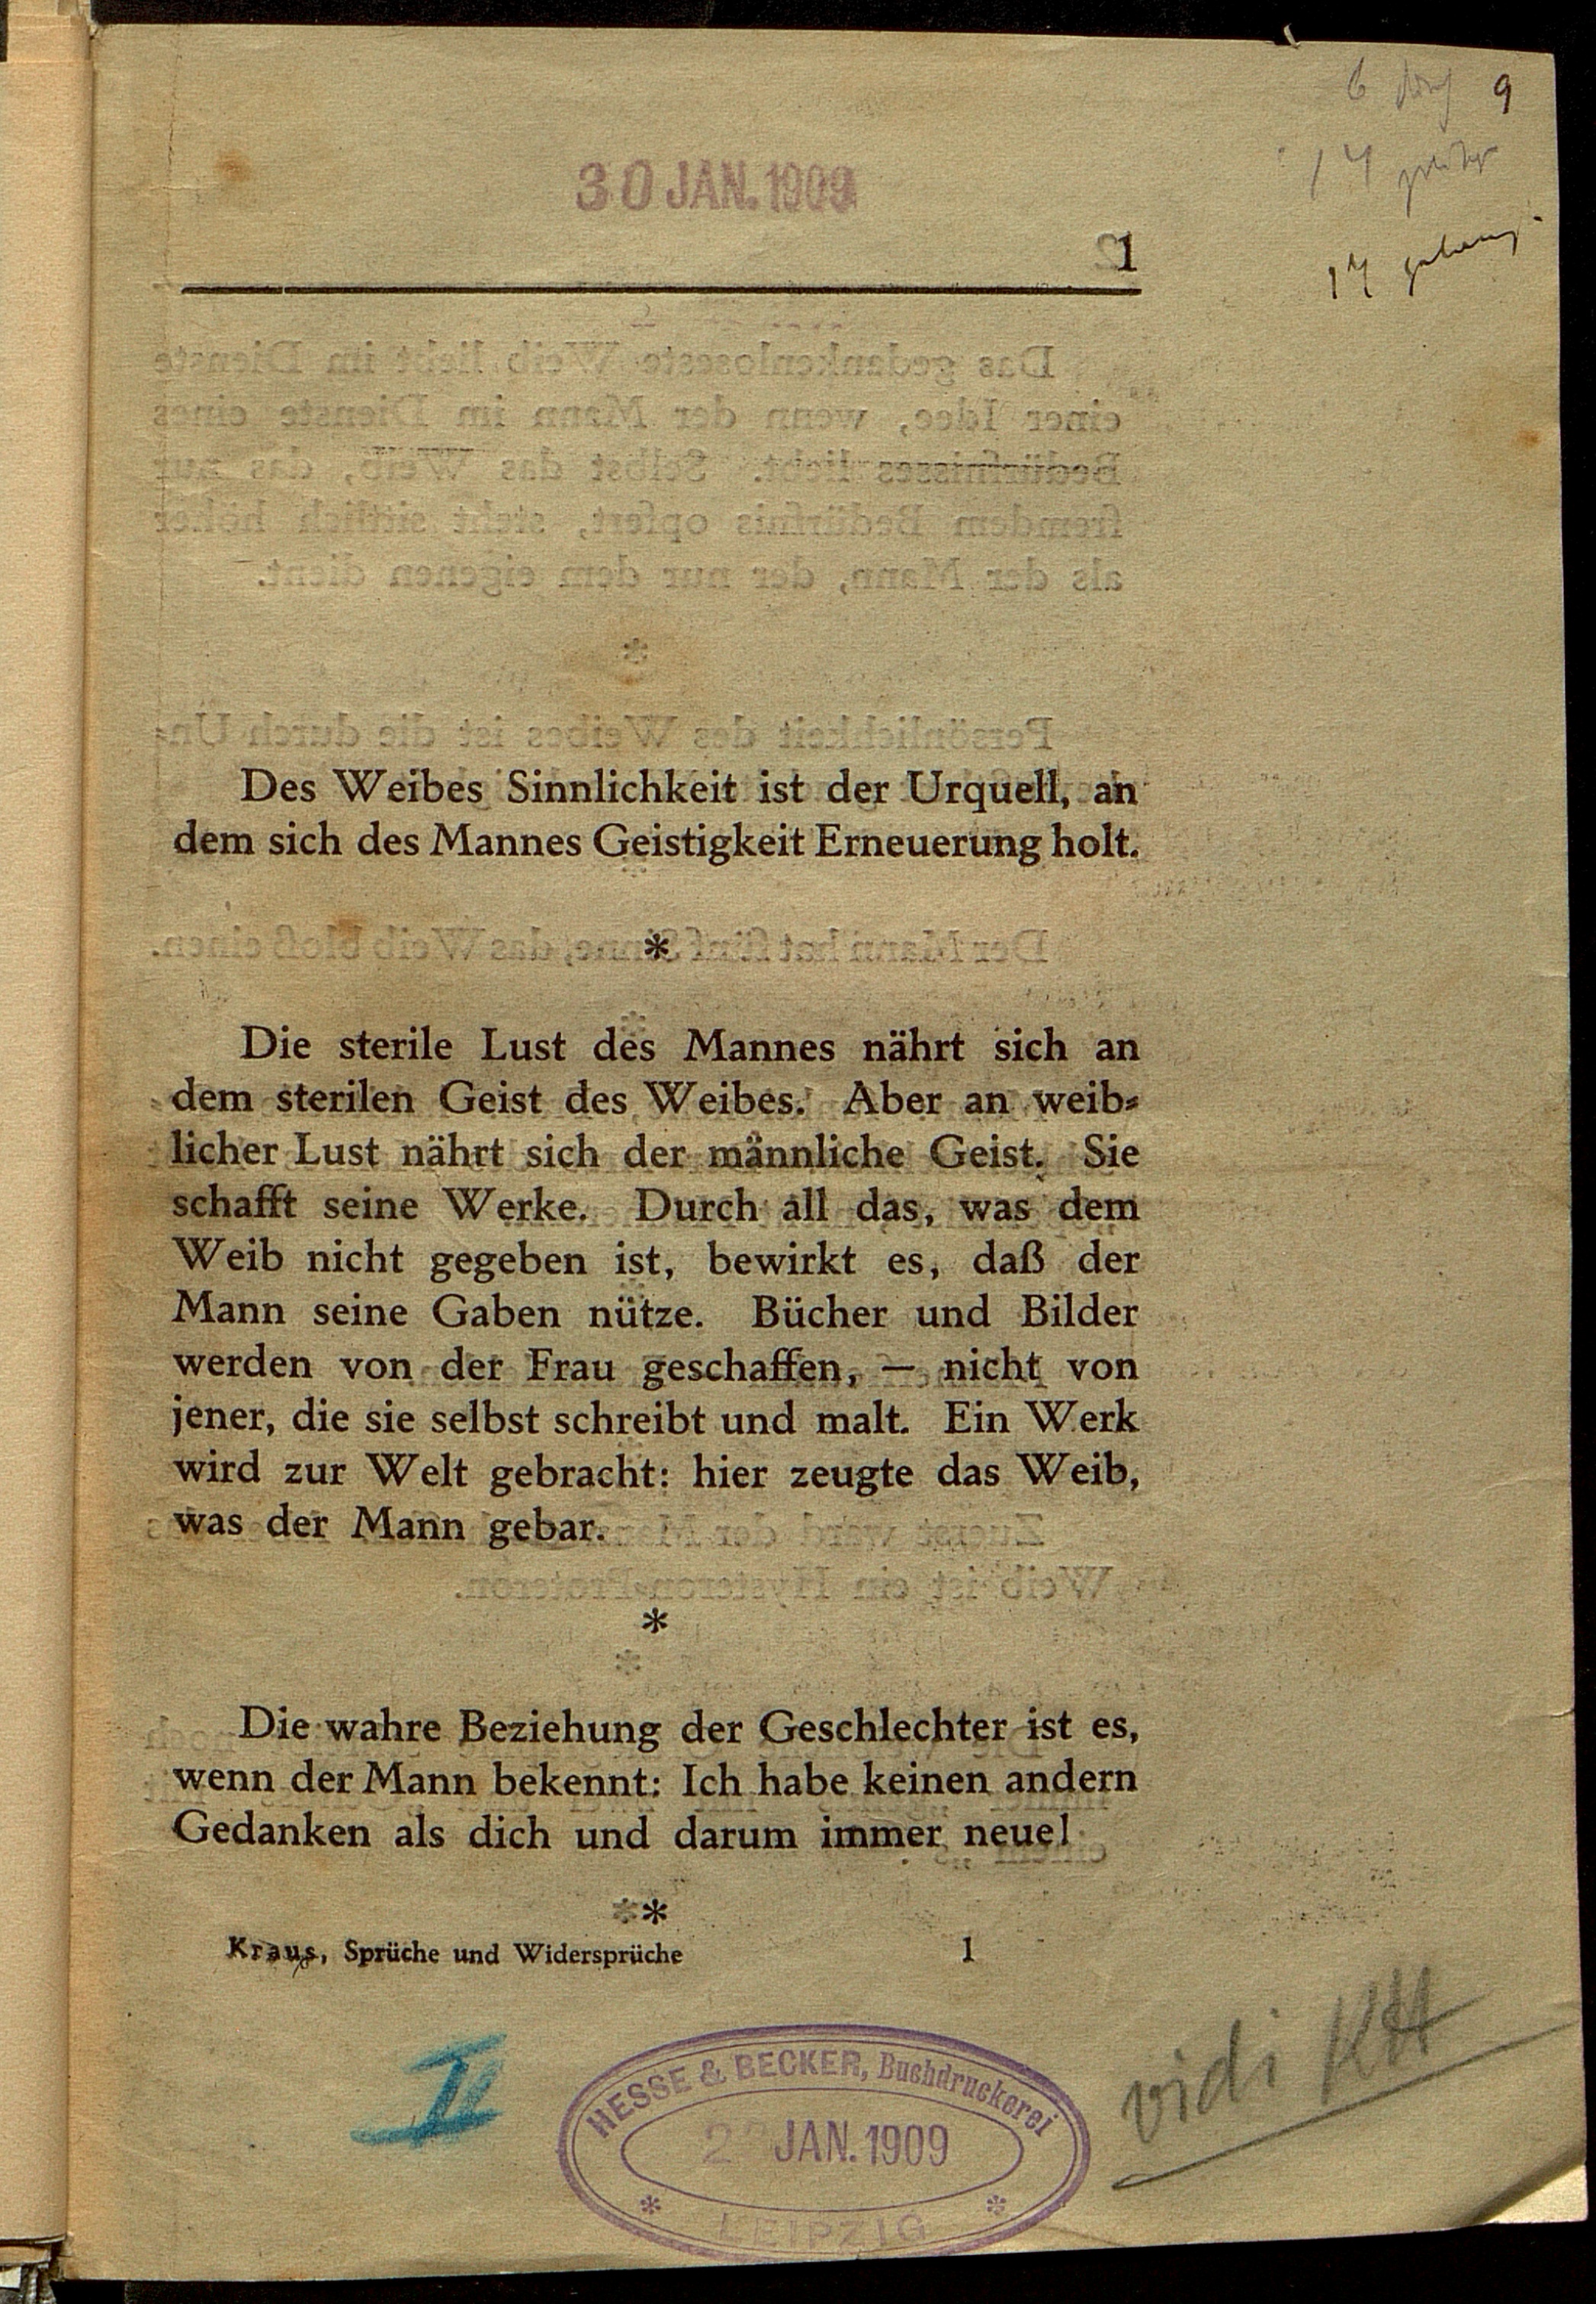 9
30 JAN. 1909
1
Des Weibes Sinnlichkeit ist der Urquell, an
dem sich des Mannes Geistigkeit Erneuerung holt.
*
Die sterile Lust des Mannes nährt sich an
dem sterilen Geist des Weibes. Aber an weib-
licher Lust nährt sich der männliche Geist. Sie
schafft seine Werke. Durch all das, was dem
Weib nicht gegeben ist, bewirkt es, daß der
Mann seine Gaben nütze. Bücher und Bilder
werden von der Frau geschaffen, — nicht von
jener, die sie selbst schreibt und malt. Ein Werk
wird zur Welt gebracht: hier zeugte das Weib,
was der Mann gebar.
*
Die wahre Beziehung der Geschlechter ist es,
wenn der Mann bekennt: Ich habe keinen andern
Gedanken als dich und darum immer neue!
*
Kraus, Sprüche und Widersprüche 1
II
HESSE & BECKER, Buchdruckerei
JAN. 1909
* LEIPZIG *
vidi KH